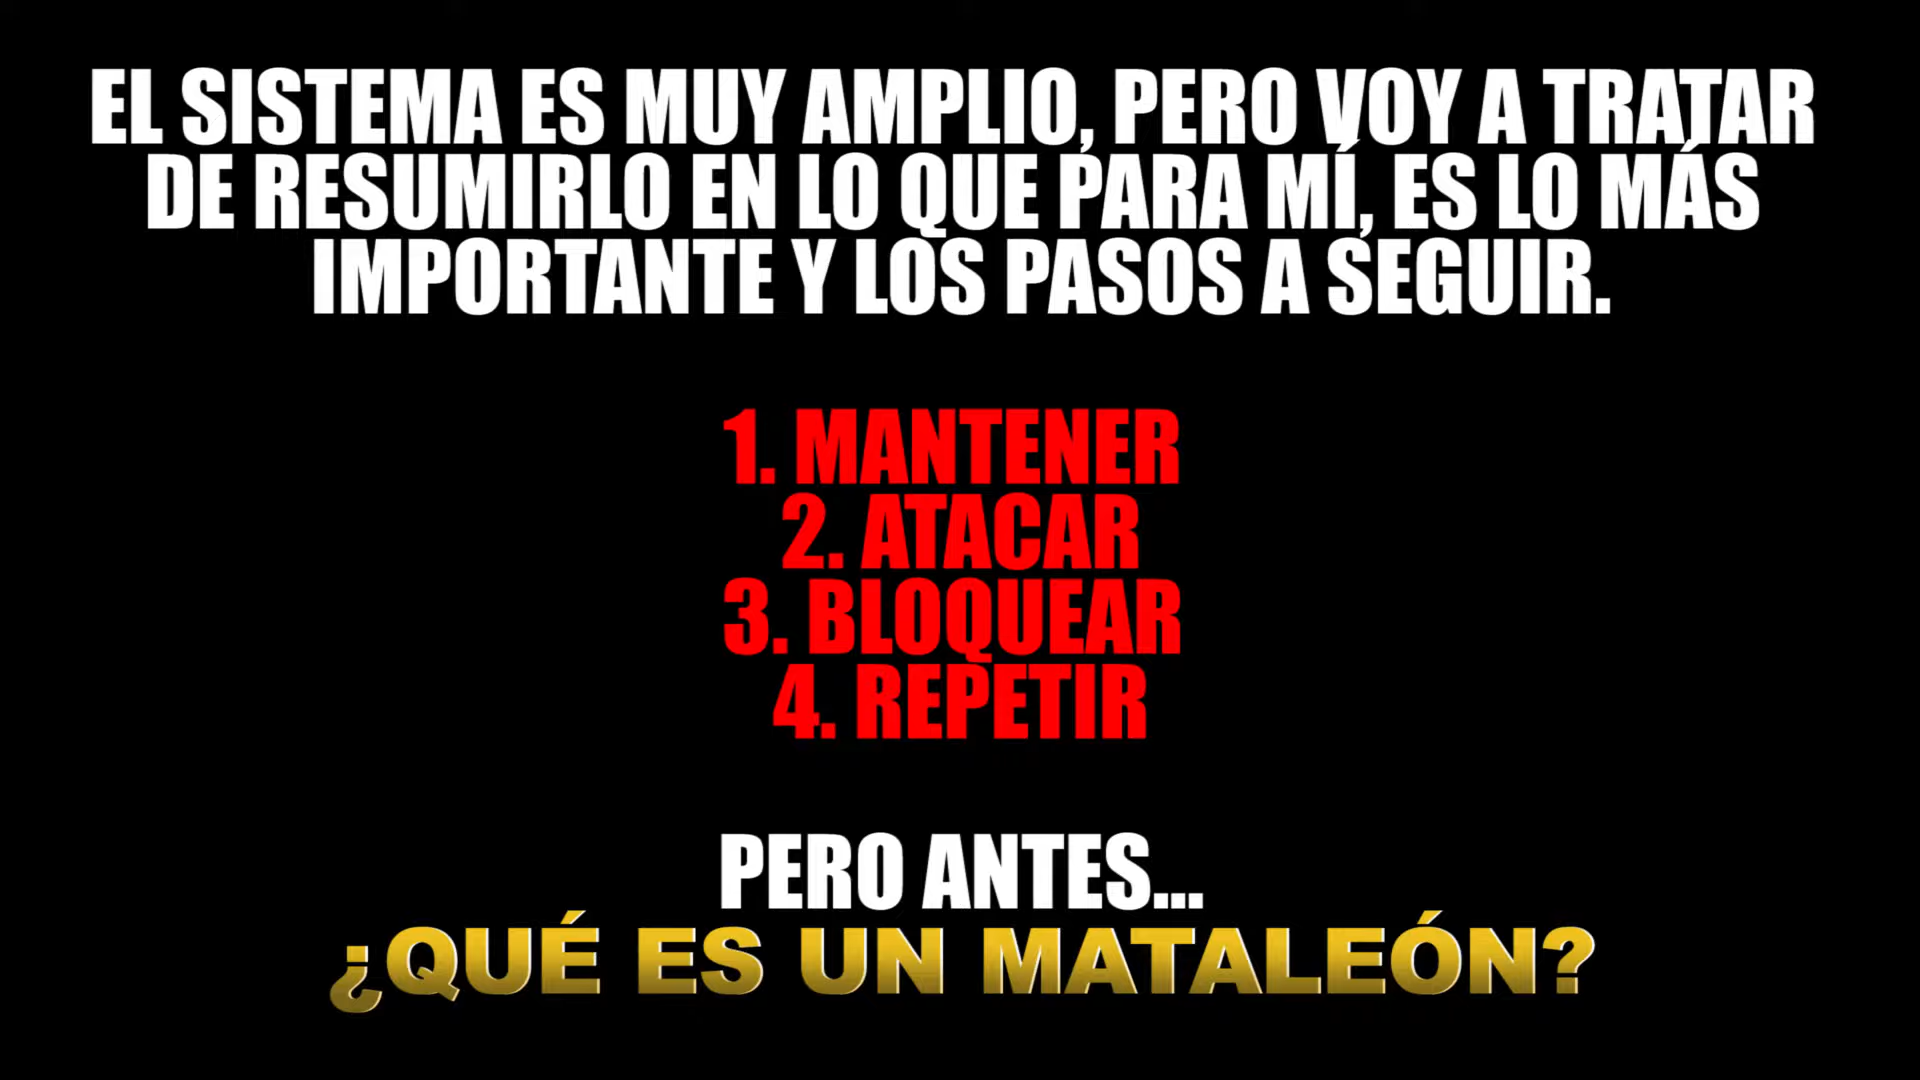 EL SISTEMA ES MUY AMPLIO, PERO VOY A TRATAR
DE RESUMIRLO EN LO QUE PARA MÍ, ES LO MÁS
IMPORTANTE Y LOS PASOS A SEGUIR.
1. MANTENER
2. ATACAR
3. BLOQUEAR
4. REPETIR
PERO ANTES...
¿QUÉ ES UN MATALEÓN?